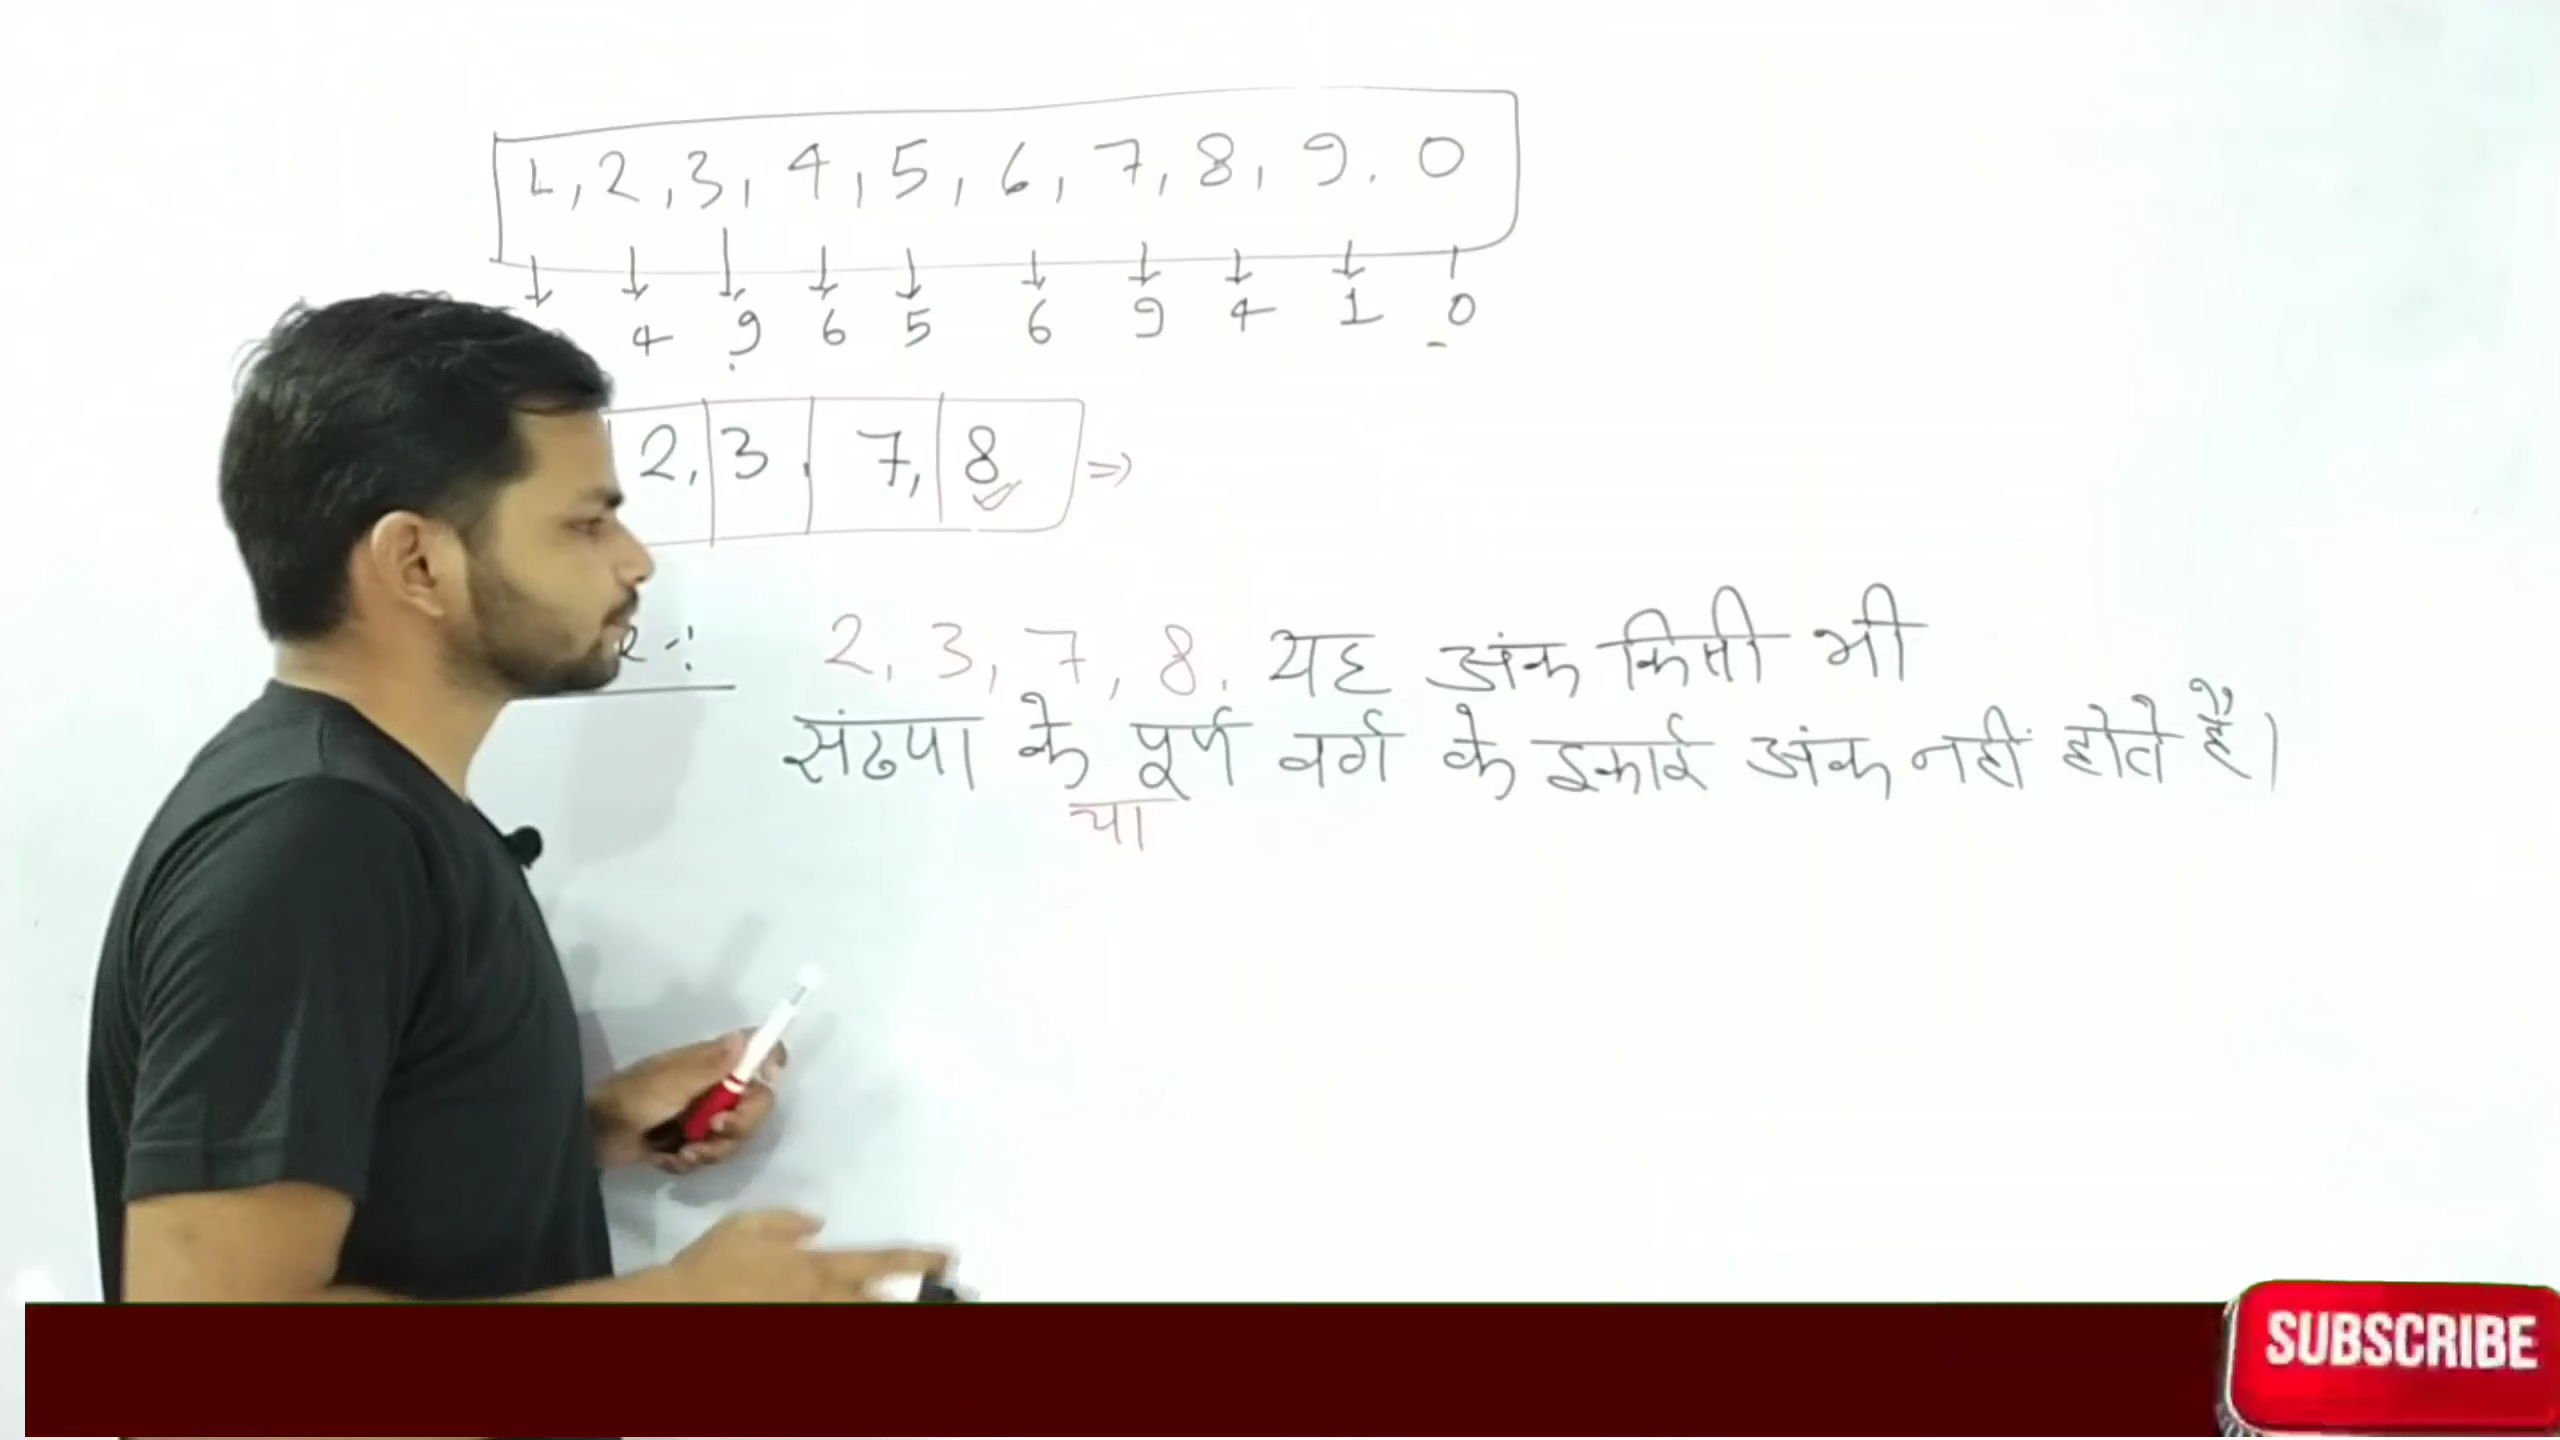 1, 2, 3, 4, 5, 6, 7, 8, 9. 0
4 9 6 5 6 9 4 1 0
2, 3, 7, 8 ⇒
2, 3, 7, 8. यह अंक किसी भी
संख्या के पूर्ण वर्ग के इकाई अंक नहीं होते हैं।
या
SUBSCRIBE